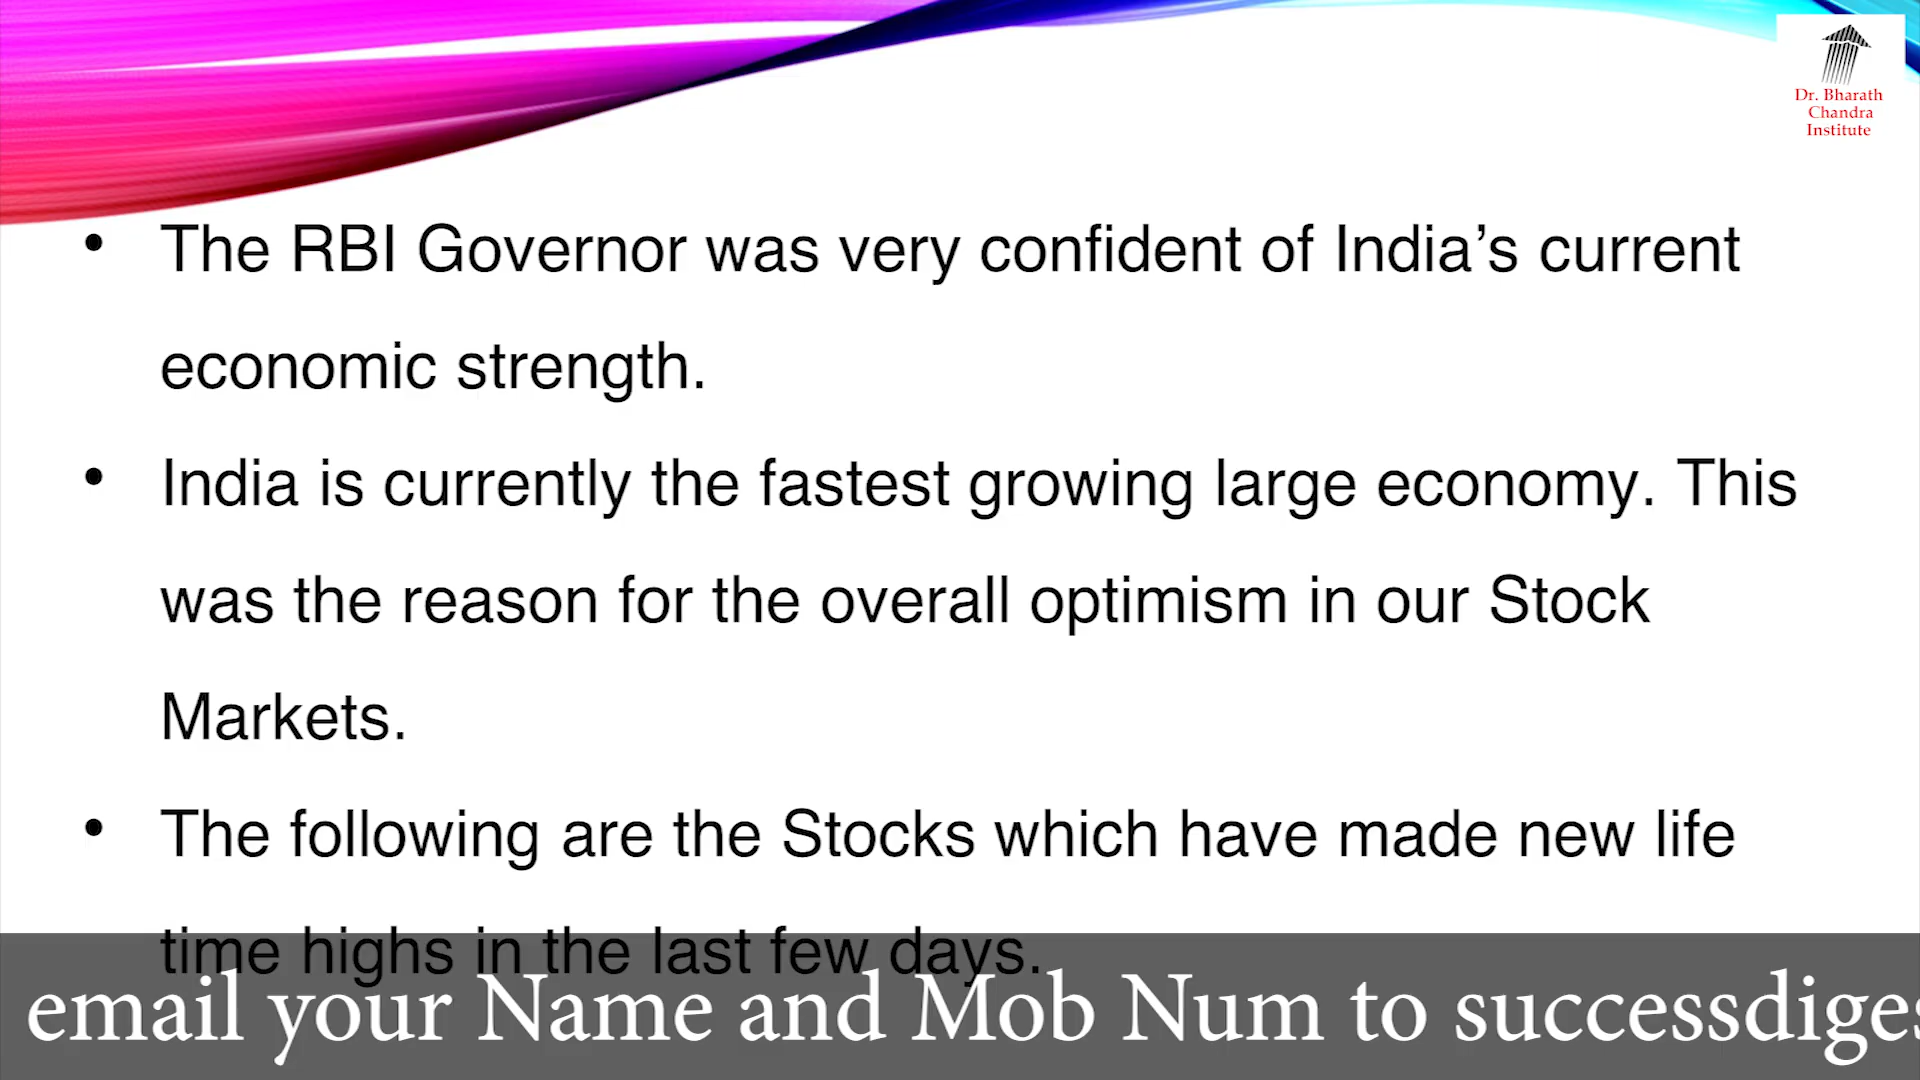 Dr. Bharath
Chandra
Institute
• The RBI Governor was very confident of India’s current
economic strength.
• India is currently the fastest growing large economy. This
was the reason for the overall optimism in our Stock
Markets.
• The following are the Stocks which have made new life
time highs in the last few days.
email your Name and Mob Num to successdiges